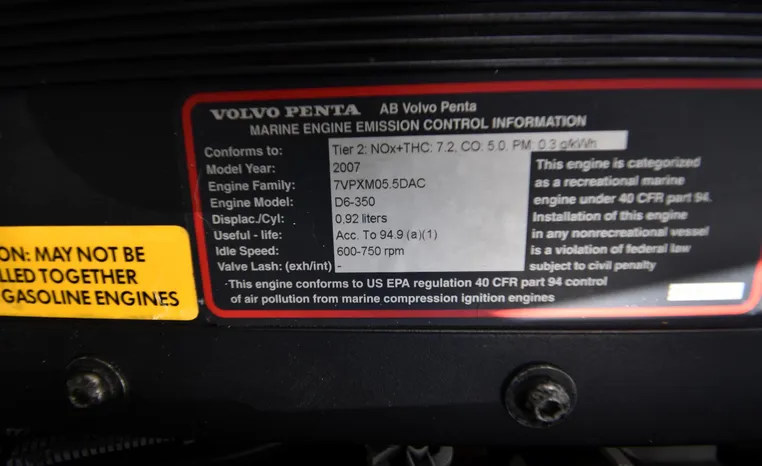 VOLVO PENTA AB Volvo Penta
MARINE ENGINE EMISSION CONTROL INFORMATION
Conforms to: Tier 2: NOx+THC: 7.2, CO: 5.0, PM: 0.3 g/kWh
Model Year: 2007
Engine Family: 7VPXM05.5DAC
Engine Model: D6-350
Displac./Cyl: 0,92 liters
Useful - life: Acc. To 94.9 (a)(1)
Idle Speed: 600-750 rpm
Valve Lash: (exh/int) -
This engine is categorized
as a recreational marine
engine under 40 CFR part 94.
Installation of this engine
in any nonrecreational vessel
is a violation of federal law
subject to civil penalty
-This engine conforms to US EPA regulation 40 CFR part 94 control
of air pollution from marine compression ignition engines
ON: MAY NOT BE
LLED TOGETHER
GASOLINE ENGINES